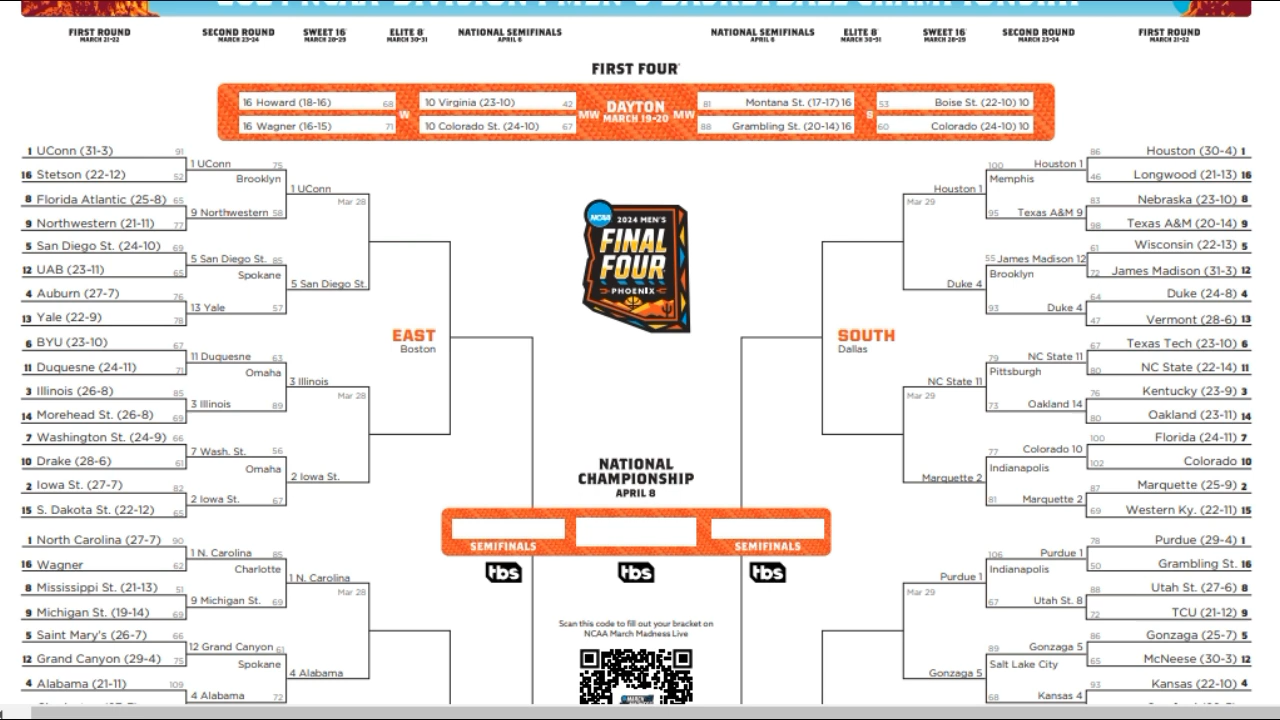 FIRST ROUND
MARCH 21-22
SECOND ROUND
MARCH 23-24
SWEET 16
MARCH 28-29
ELITE 8
MARCH 30-31
NATIONAL SEMIFINALS
APRIL 6
NATIONAL SEMIFINALS
APRIL 6
ELITE 8
MARCH 30-31
SWEET 16
MARCH 28-29
SECOND ROUND
MARCH 23-24
FIRST ROUND
MARCH 21-22
FIRST FOUR
16 Howard (18-16) 68
16 Wagner (16-15) 71
W
10 Virginia (23-10) 42
10 Colorado St. (24-10) 67
MW DAYTON MW
MARCH 19-20
81 Montana St. (17-17) 16
88 Grambling St. (20-14) 16
S
53 Boise St. (22-10) 10
60 Colorado (24-10) 10
1 UConn (31-3) 91
16 Stetson (22-12) 52
8 Florida Atlantic (25-8) 65
9 Northwestern (21-11) 77
5 San Diego St. (24-10) 69
12 UAB (23-11) 65
4 Auburn (27-7) 76
13 Yale (22-9) 78
6 BYU (23-10) 67
11 Duquesne (24-11) 71
3 Illinois (26-8) 85
14 Morehead St. (26-8) 69
7 Washington St. (24-9) 66
10 Drake (28-6) 61
2 Iowa St. (27-7) 82
15 S. Dakota St. (22-12) 65
1 UConn 75
Brooklyn
9 Northwestern 58
5 San Diego St. 85
Spokane
13 Yale 57
11 Duquesne 63
Omaha
3 Illinois 89
7 Wash. St. 56
Omaha
2 Iowa St. 67
1 UConn
Mar 28
5 San Diego St.
3 Illinois
Mar 28
2 Iowa St.
EAST
Boston
1 North Carolina (27-7) 90
16 Wagner 62
8 Mississippi St. (21-13) 51
9 Michigan St. (19-14) 69
5 Saint Mary's (26-7) 66
12 Grand Canyon (29-4) 75
4 Alabama (21-11) 109
1 N. Carolina 85
Charlotte
9 Michigan St. 69
12 Grand Canyon 61
Spokane
4 Alabama 72
1 N. Carolina
Mar 28
4 Alabama
NCAA
2024 MEN'S
FINAL
FOUR
PHOENIX
NATIONAL
CHAMPIONSHIP
APRIL 8
SEMIFINALS
SEMIFINALS
tbs
tbs
tbs
Scan this code to fill out your bracket on
NCAA March Madness Live
SOUTH
Dallas
Houston 1
Mar 29
Duke 4
NC State 11
Mar 29
Marquette 2
100 Houston 1
Memphis
95 Texas A&M 9
55 James Madison 12
Brooklyn
93 Duke 4
79 NC State 11
Pittsburgh
73 Oakland 14
77 Colorado 10
Indianapolis
81 Marquette 2
86 Houston (30-4) 1
46 Longwood (21-13) 16
83 Nebraska (23-10) 8
98 Texas A&M (20-14) 9
61 Wisconsin (22-13) 5
72 James Madison (31-3) 12
64 Duke (24-8) 4
47 Vermont (28-6) 13
67 Texas Tech (23-10) 6
80 NC State (22-14) 11
76 Kentucky (23-9) 3
80 Oakland (23-11) 14
100 Florida (24-11) 7
102 Colorado 10
87 Marquette (25-9) 2
69 Western Ky. (22-11) 15
Purdue 1
Mar 29
Gonzaga 5
106 Purdue 1
Indianapolis
67 Utah St. 8
89 Gonzaga 5
Salt Lake City
68 Kansas 4
78 Purdue (29-4) 1
50 Grambling St. 16
88 Utah St. (27-6) 8
72 TCU (21-12) 9
86 Gonzaga (25-7) 5
65 McNeese (30-3) 12
93 Kansas (22-10) 4